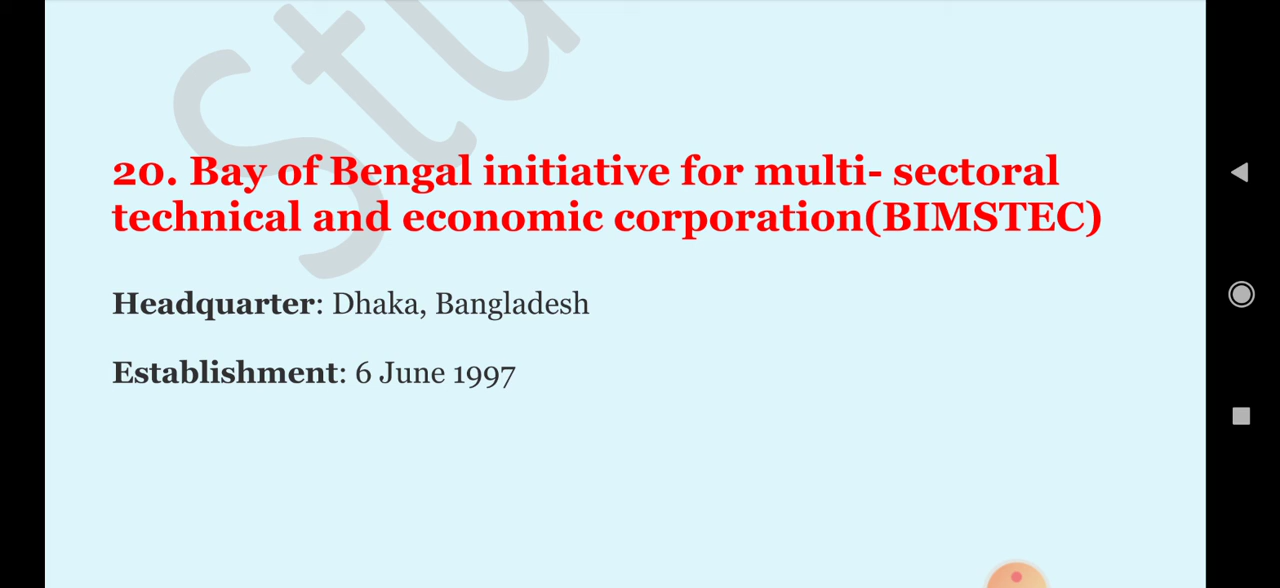 20. Bay of Bengal initiative for multi- sectoral
technical and economic corporation(BIMSTEC)
Headquarter: Dhaka, Bangladesh
Establishment: 6 June 1997